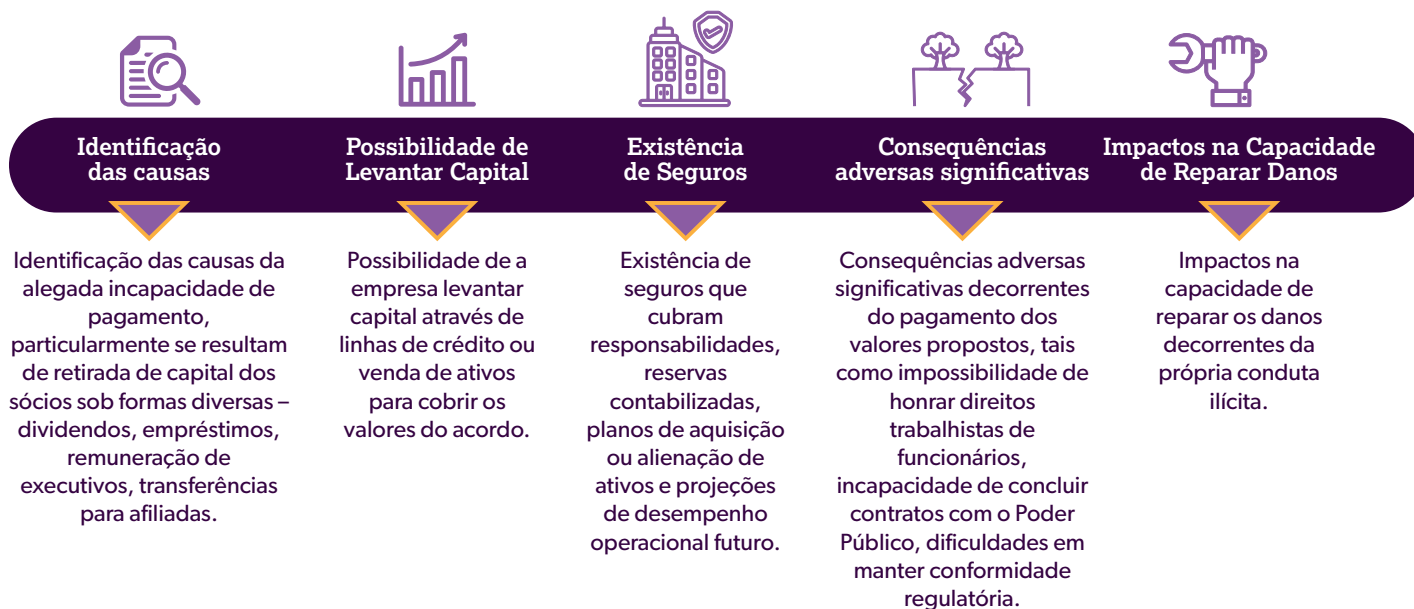 Identificação
das causas
Possibilidade de
Levantar Capital
Existência
de Seguros
Consequências
adversas significativas
Impactos na Capacidade
de Reparar Danos
Identificação das causas da
alegada incapacidade de
pagamento,
particularmente se resultam
de retirada de capital dos
sócios sob formas diversas –
dividendos, empréstimos,
remuneração de
executivos, transferências
para afiliadas.
Possibilidade de a
empresa levantar
capital através de
linhas de crédito ou
venda de ativos
para cobrir os
valores do acordo.
Existência de
seguros que
cubram
responsabilidades,
reservas
contabilizadas,
planos de aquisição
ou alienação de
ativos e projeções
de desempenho
operacional futuro.
Consequências adversas
significativas decorrentes
do pagamento dos
valores propostos, tais
como impossibilidade de
honrar direitos
trabalhistas de
funcionários,
incapacidade de concluir
contratos com o Poder
Público, dificuldades em
manter conformidade
regulatória.
Impactos na
capacidade de
reparar os danos
decorrentes da
própria conduta
ilícita.